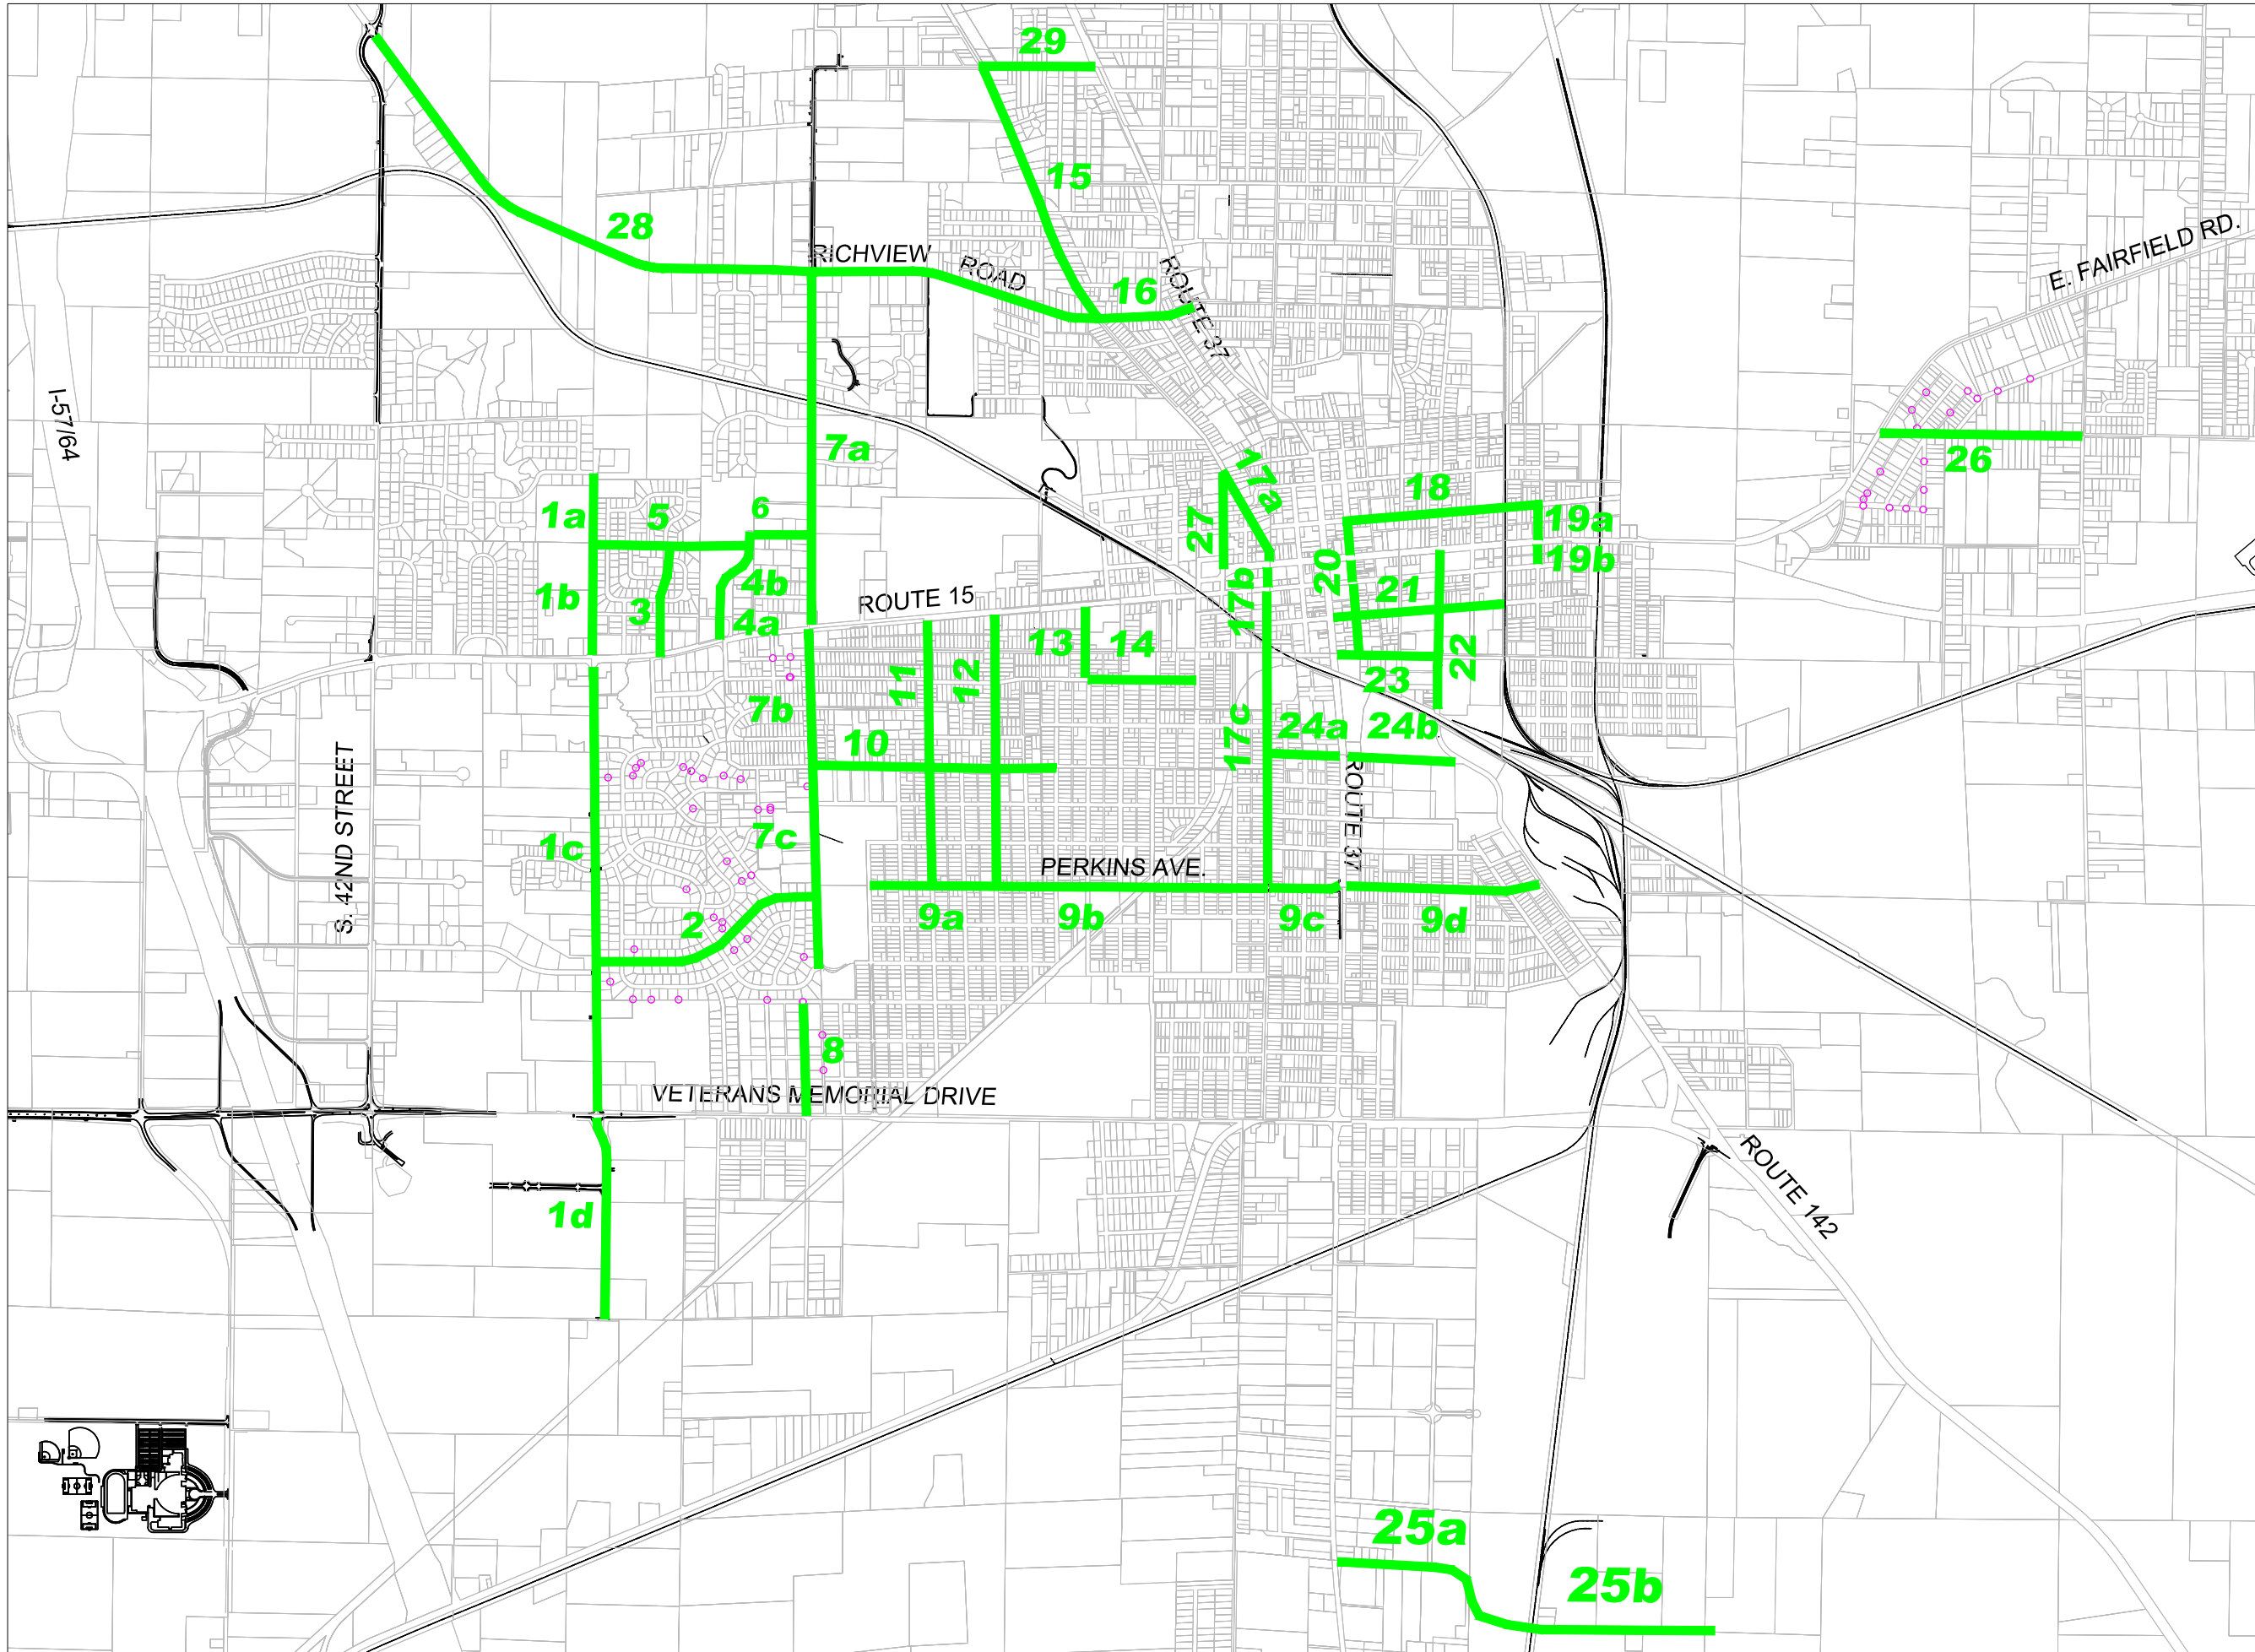 29
15
28
RICHVIEW
ROAD
16
ROUTE 37
E. FAIRFIELD RD.
I-57/64
7a
17a
26
18
1a
5
6
27
19a
19b
20
4b
1b
3
4a
ROUTE 15
17b
21
13
14
22
11
12
23
7b
10
17c
24a
24b
S. 42ND STREET
ROUTE 37
1c
7c
PERKINS AVE.
2
9a
9b
9c
9d
8
VETERANS MEMORIAL DRIVE
1d
ROUTE 142
25a
25b